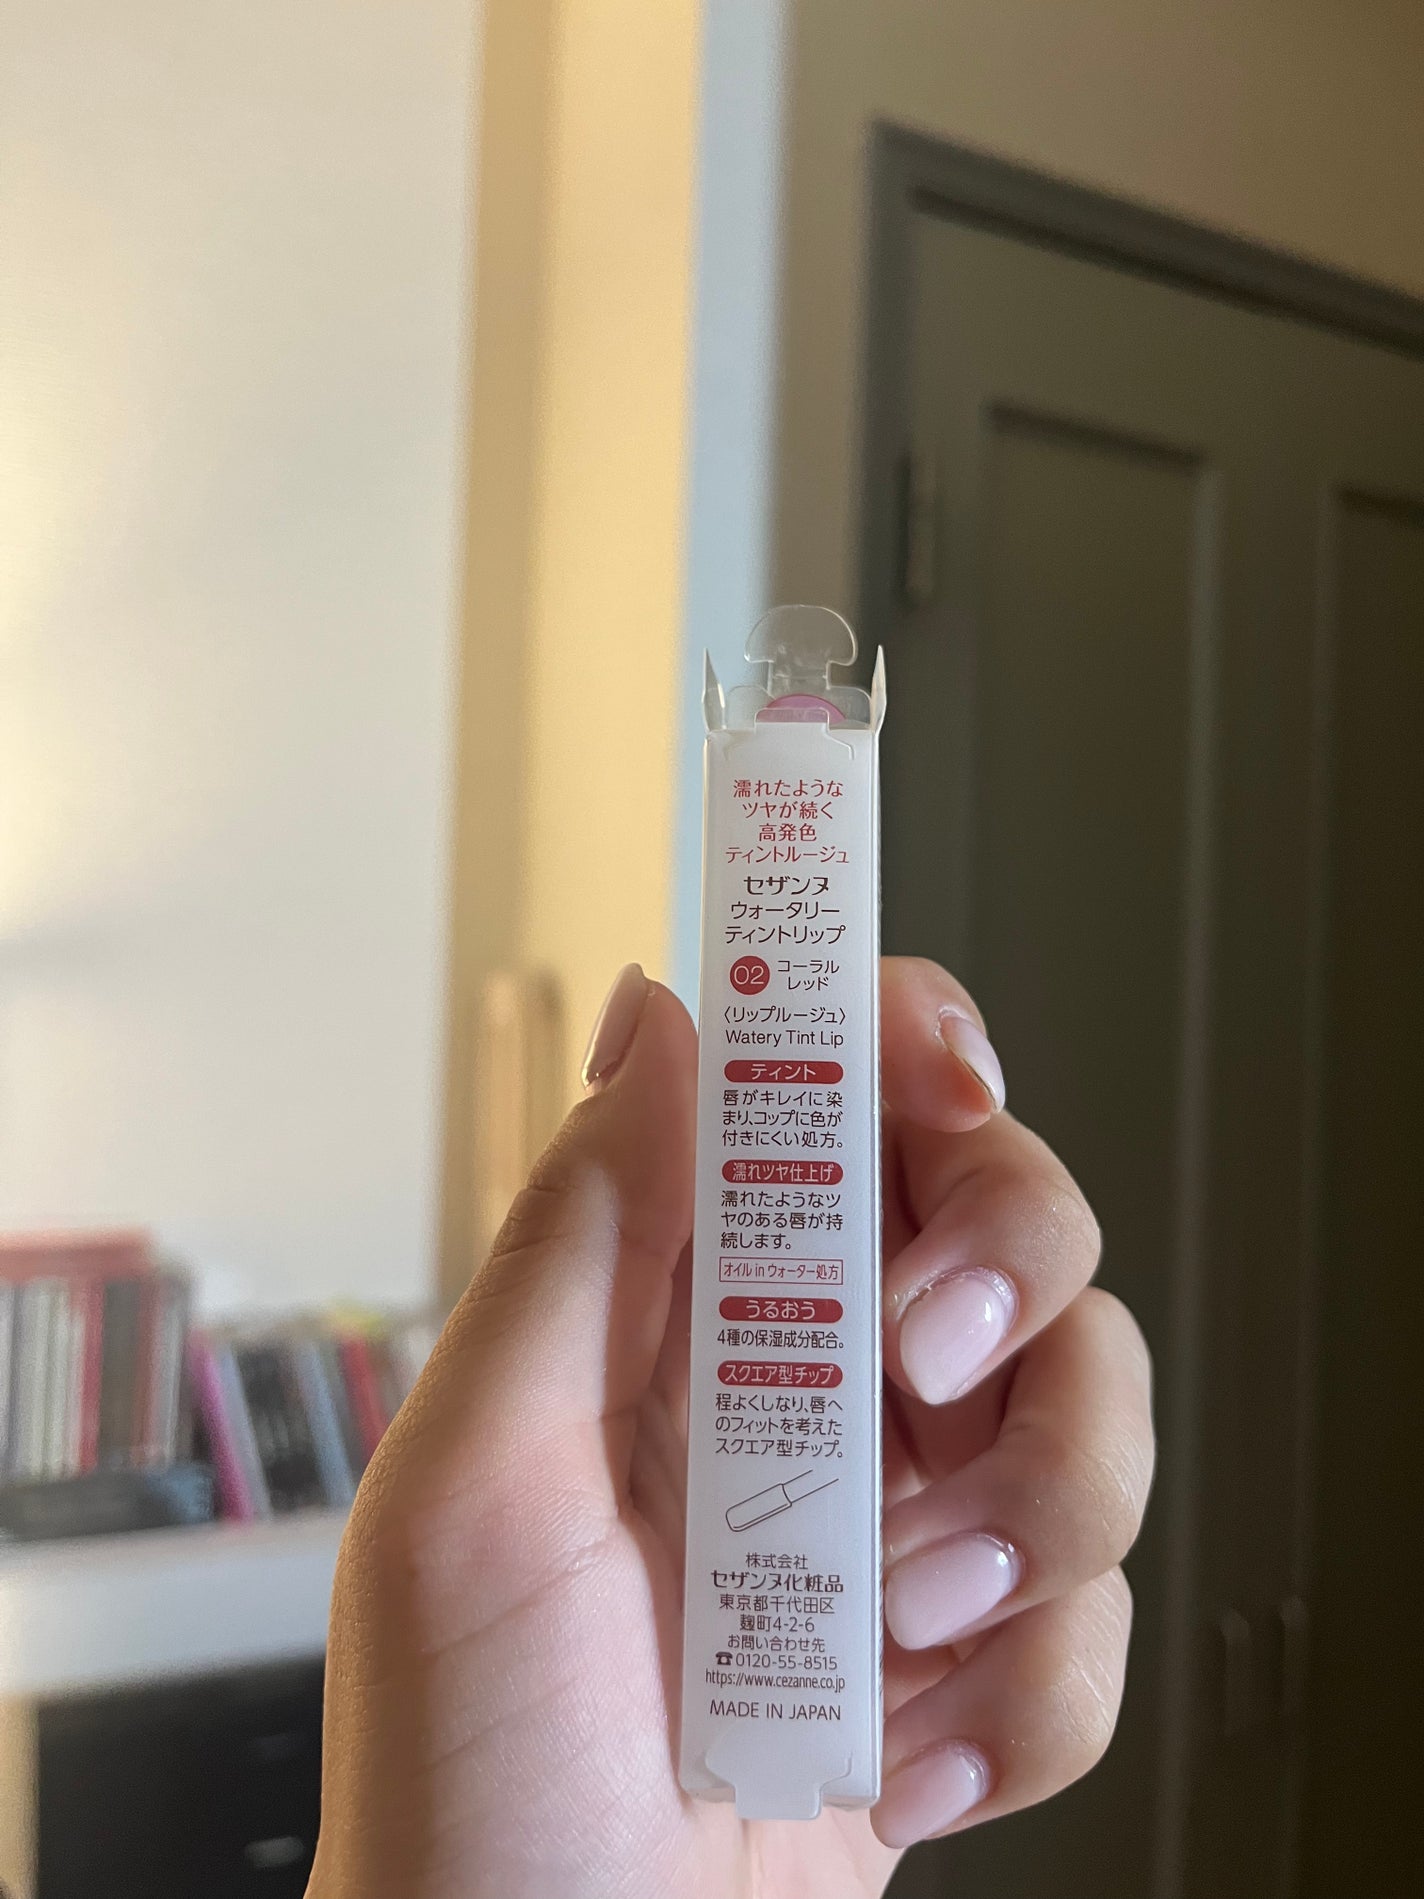 濡れたような
ツヤが続く
高発色
ティントルージュ
セザンヌ
ウォータリー
ティントリップ
02 コーラル
レッド
〈リップルージュ〉
Watery Tint Lip
ティント
唇がキレイに染
まり、コップに色が
付きにくい処方。
濡れツヤ仕上げ
濡れたようなツ
ヤのある唇が持
続します。
オイル in ウォーター処方
うるおう
4種の保湿成分配合。
スクエア型チップ
程よくしなり、唇へ
のフィットを考えた
スクエア型チップ。
株式会社
セザンヌ化粧品
東京都千代田区
麹町4-2-6
お問い合わせ先
☎0120-55-8515
https://www.cezanne.co.jp
MADE IN JAPAN